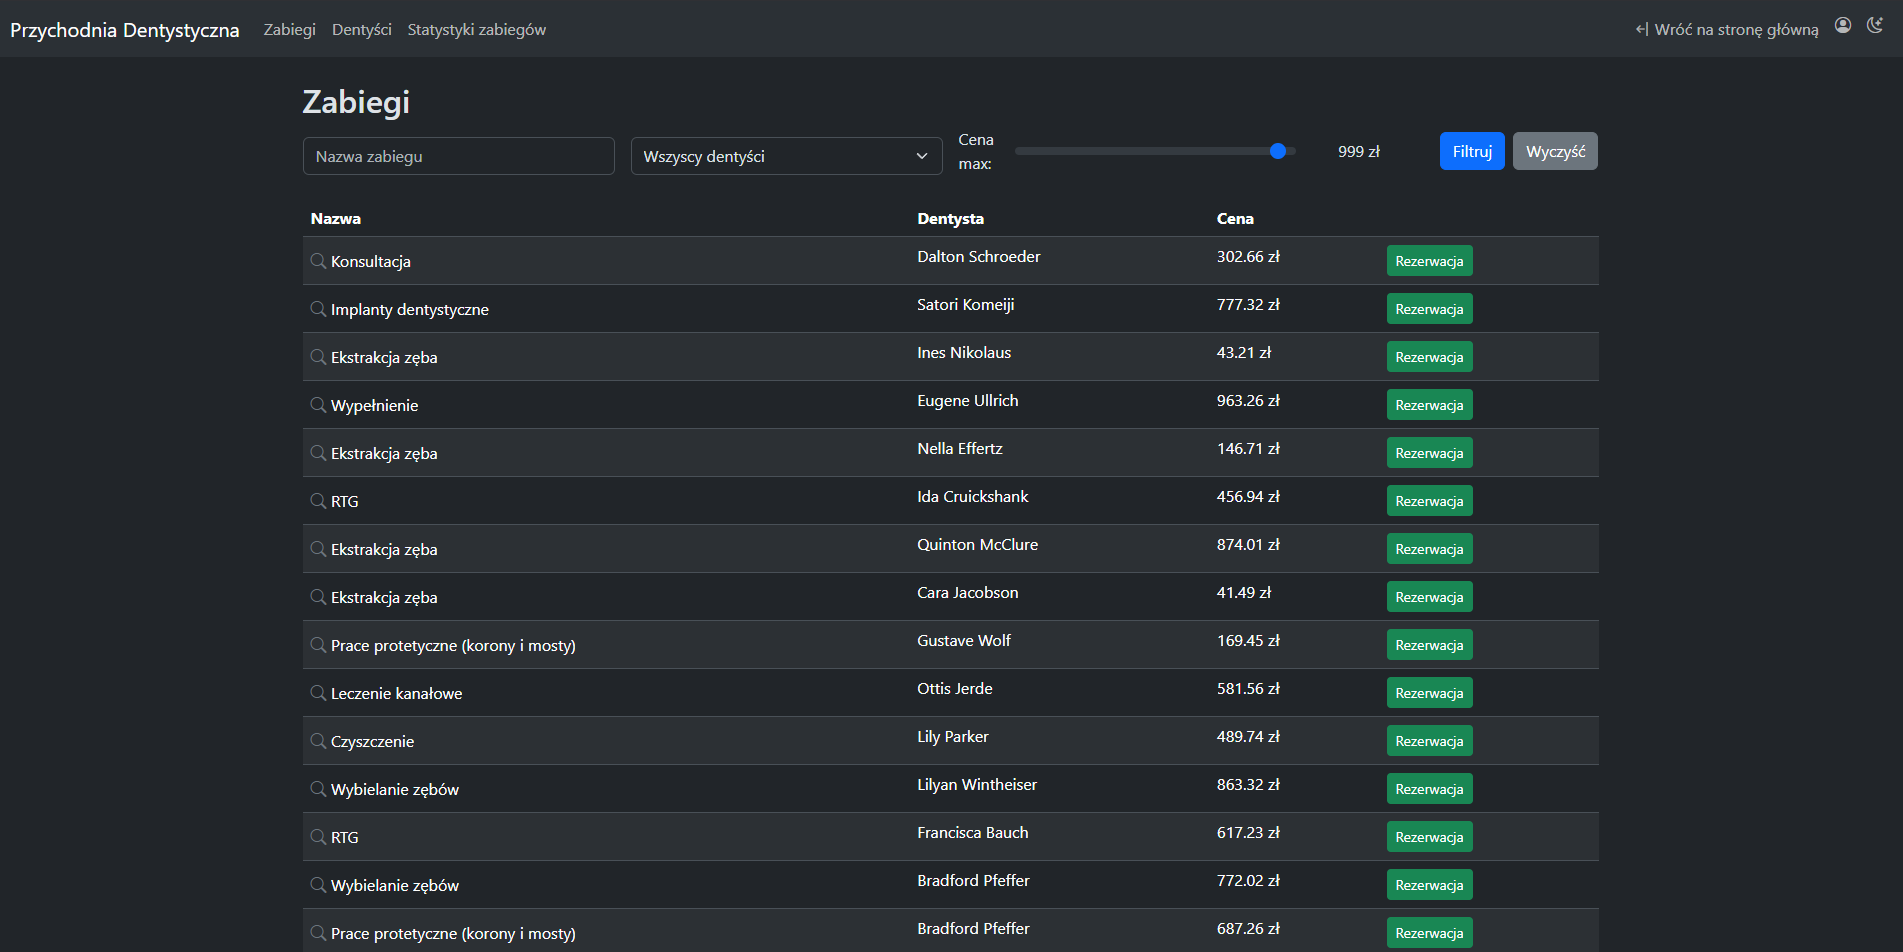 Przychodnia Dentystyczna Zabiegi Dentyści Statystyki zabiegów Wróć na stronę główną
Zabiegi
Nazwa zabiegu Wszyscy dentyści Cena max: 999 zł Filtruj Wyczyść
Nazwa Dentysta Cena
Konsultacja Dalton Schroeder 302.66 zł Rezerwacja
Implanty dentystyczne Satori Komeiji 777.32 zł Rezerwacja
Ekstrakcja zęba Ines Nikolaus 43.21 zł Rezerwacja
Wypełnienie Eugene Ullrich 963.26 zł Rezerwacja
Ekstrakcja zęba Nella Effertz 146.71 zł Rezerwacja
RTG Ida Cruickshank 456.94 zł Rezerwacja
Ekstrakcja zęba Quinton McClure 874.01 zł Rezerwacja
Ekstrakcja zęba Cara Jacobson 41.49 zł Rezerwacja
Prace protetyczne (korony i mosty) Gustave Wolf 169.45 zł Rezerwacja
Leczenie kanałowe Ottis Jerde 581.56 zł Rezerwacja
Czyszczenie Lily Parker 489.74 zł Rezerwacja
Wybielanie zębów Lilyan Wintheiser 863.32 zł Rezerwacja
RTG Francisca Bauch 617.23 zł Rezerwacja
Wybielanie zębów Bradford Pfeffer 772.02 zł Rezerwacja
Prace protetyczne (korony i mosty) Bradford Pfeffer 687.26 zł Rezerwacja